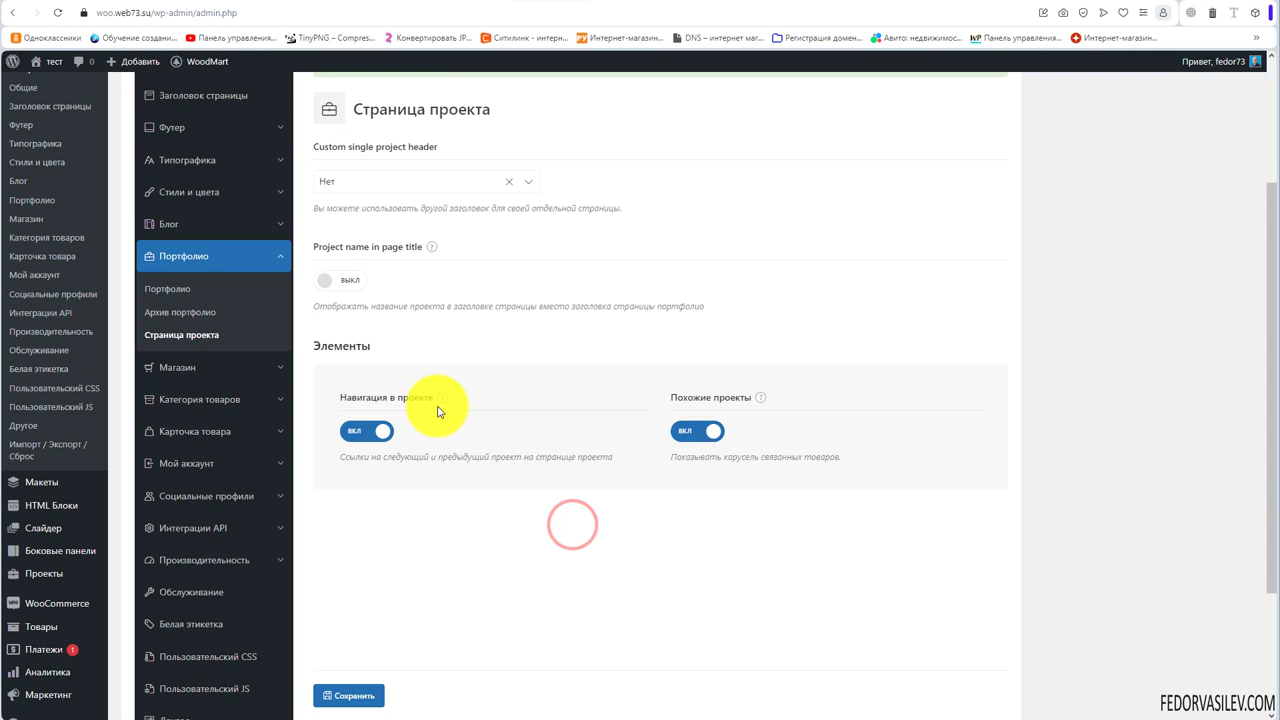 woo.web73.su/wp-admin/admin.php
Одноклассники
Обучение создани...
Панель управления...
TinyPNG – Compres...
Конвертировать JP...
Ситилинк - интерн...
Интернет-магазин...
DNS – интернет маг...
Регистрация домен...
Авито: недвижимос...
Панель управления...
Интернет-магазин...
тест
0
Добавить
WoodMart
Привет, fedor73
Общие
Заголовок страницы
Футер
Типографика
Стили и цвета
Блог
Портфолио
Магазин
Категория товаров
Карточка товара
Мой аккаунт
Социальные профили
Интеграции API
Производительность
Обслуживание
Белая этикетка
Пользовательский CSS
Пользовательский JS
Другое
Импорт / Экспорт /
Сброс
Макеты
HTML Блоки
Слайдер
Боковые панели
Проекты
WooCommerce
Товары
Платежи 1
Аналитика
Маркетинг
Заголовок страницы
Футер
Типографика
Стили и цвета
Блог
Портфолио
Портфолио
Архив портфолио
Страница проекта
Магазин
Категория товаров
Карточка товара
Мой аккаунт
Социальные профили
Интеграции API
Производительность
Обслуживание
Белая этикетка
Пользовательский CSS
Пользовательский JS
Страница проекта
Custom single project header
Нет
Вы можете использовать другой заголовок для своей отдельной страницы.
Project name in page title
ВЫКЛ
Отображать название проекта в заголовке страницы вместо заголовка страницы портфолио
Элементы
Навигация в проекте
ВКЛ
Ссылки на следующий и предыдущий проект на странице проекта
Похожие проекты
ВКЛ
Показывать карусель связанных товаров.
Сохранить
FEDORVASILEV.COM